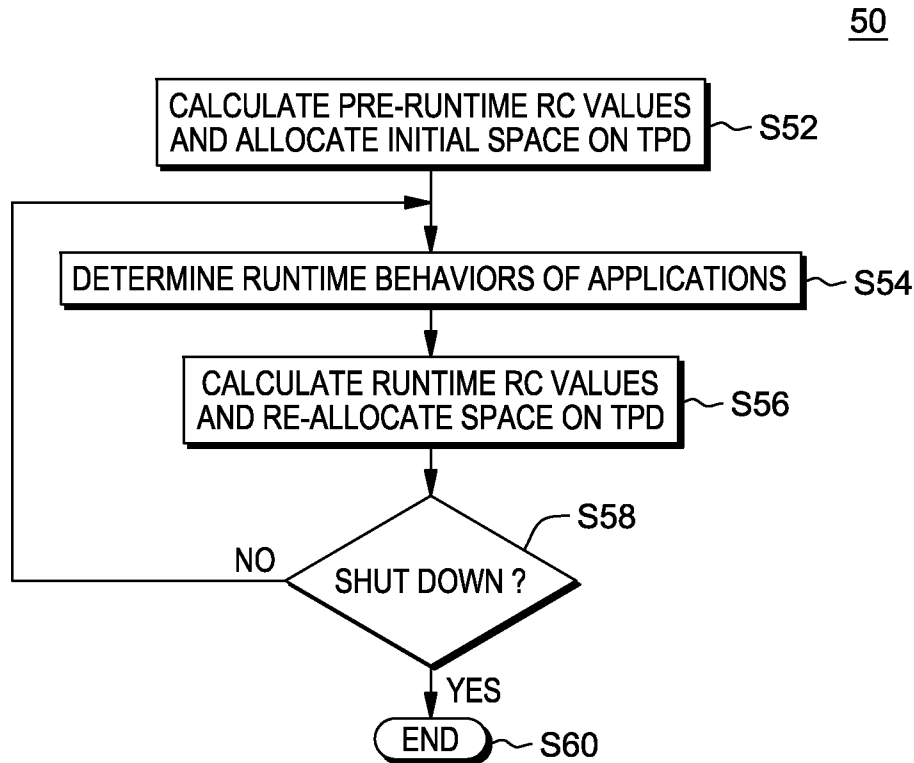 50
CALCULATE PRE-RUNTIME RC VALUES
AND ALLOCATE INITIAL SPACE ON TPD
S52
DETERMINE RUNTIME BEHAVIORS OF APPLICATIONS
S54
CALCULATE RUNTIME RC VALUES
AND RE-ALLOCATE SPACE ON TPD
S56
S58
NO
SHUT DOWN ?
YES
END
S60